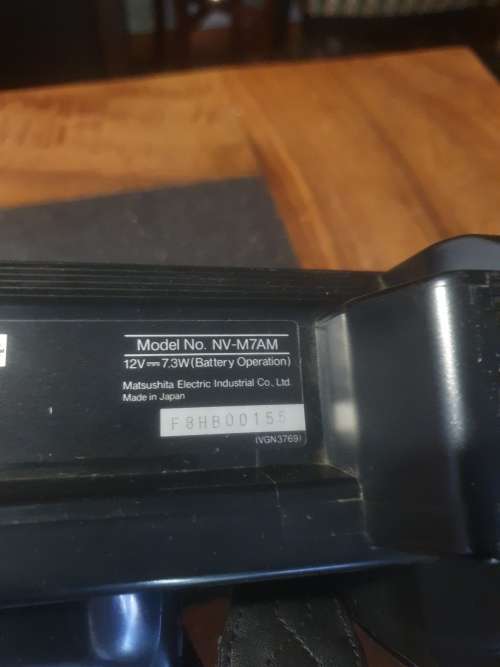 Model No. NV-M7AM
12V⎓7.3W(Battery Operation)
Matsushita Electric Industrial Co., Ltd.
Made in Japan
F8HB00155
(VGN3769)